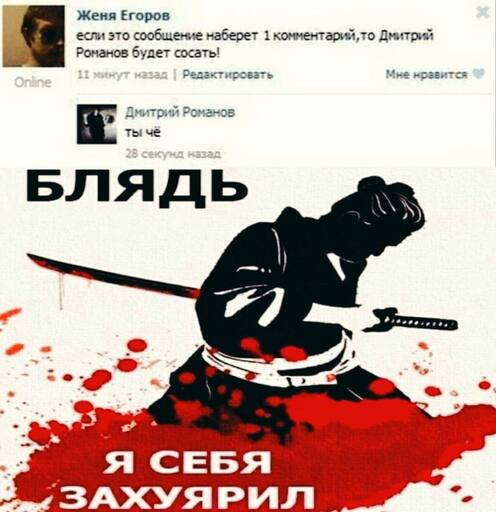 Женя Егоров
если это сообщение наберет 1 комментарий,то Дмитрий
Романов будет сосать!
Online
11 минут назад | Редактировать Мне нравится
Дмитрий Романов
ты чё
28 секунд назад
БЛЯДЬ
Я СЕБЯ
ЗАХУЯРИЛ